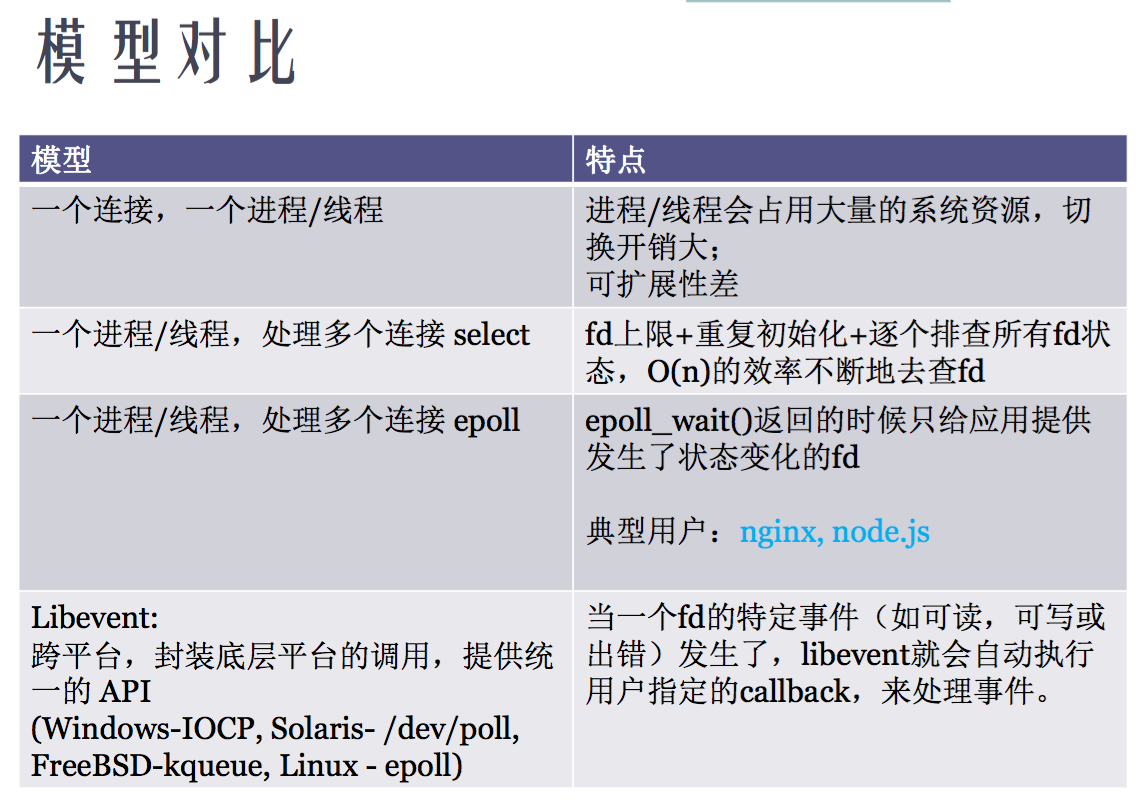 模型对比
模型
特点
一个连接，一个进程/线程
进程/线程会占用大量的系统资源，切
换开销大；
可扩展性差
一个进程/线程，处理多个连接 select
fd上限+重复初始化+逐个排查所有fd状
态，O(n)的效率不断地去查fd
一个进程/线程，处理多个连接 epoll
epoll_wait()返回的时候只给应用提供
发生了状态变化的fd
典型用户：nginx, node.js
Libevent:
跨平台，封装底层平台的调用，提供统
一的 API
(Windows-IOCP, Solaris- /dev/poll,
FreeBSD-kqueue, Linux - epoll)
当一个fd的特定事件（如可读，可写或
出错）发生了，libevent就会自动执行
用户指定的callback，来处理事件。